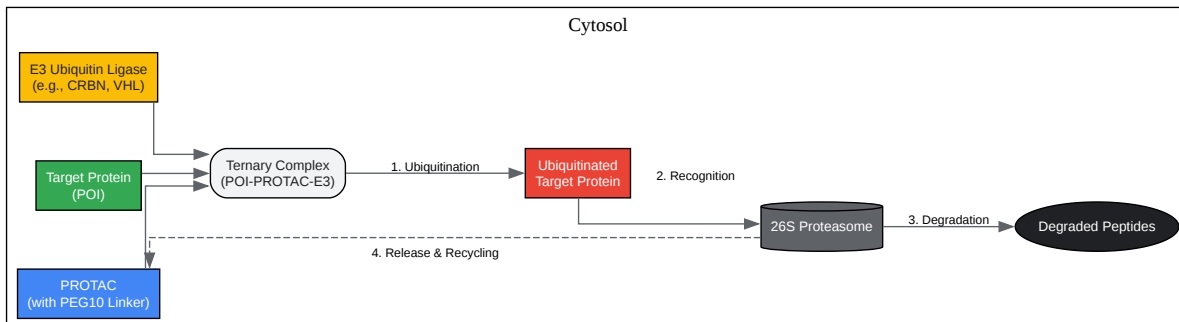 Cytosol
E3 Ubiquitin Ligase
(e.g., CRBN, VHL)
Target Protein
(POI)
PROTAC
(with PEG10 Linker)
Ternary Complex
(POI-PROTAC-E3)
1. Ubiquitination
Ubiquitinated
Target Protein
2. Recognition
26S Proteasome
3. Degradation
Degraded Peptides
4. Release & Recycling